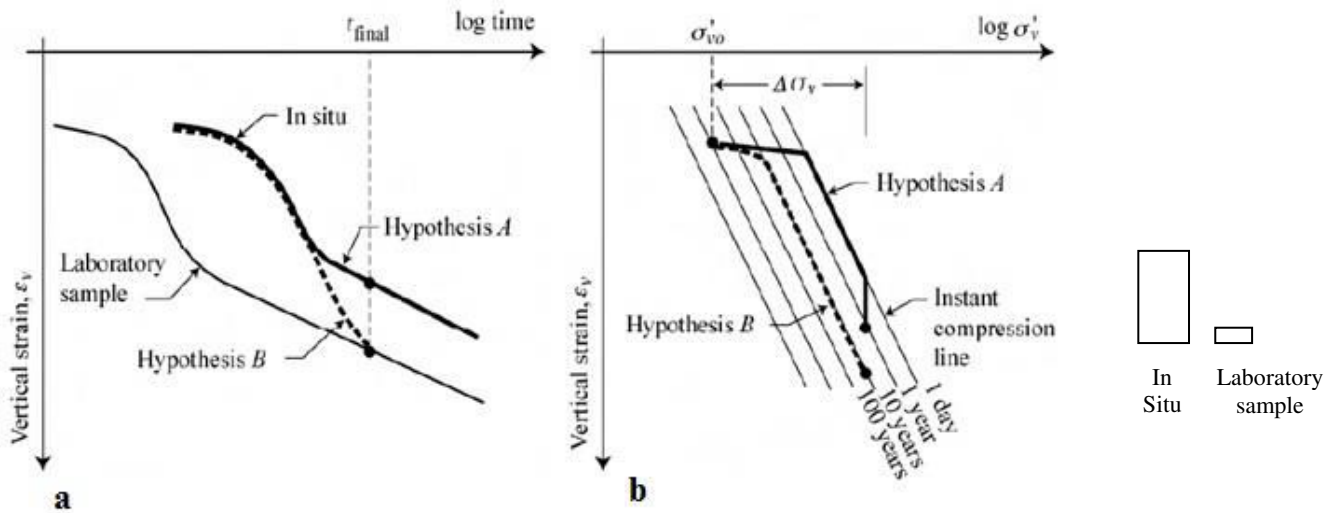 t_final
log time
In situ
Hypothesis A
Laboratory
sample
Hypothesis B
Vertical strain, ε_v
a
σ'_vo
log σ'_v
Δσ_v
Hypothesis A
Hypothesis B
Instant
compression
line
1 day
1 year
10 years
100 years
Vertical strain, ε_v
b
In
Situ
Laboratory
sample